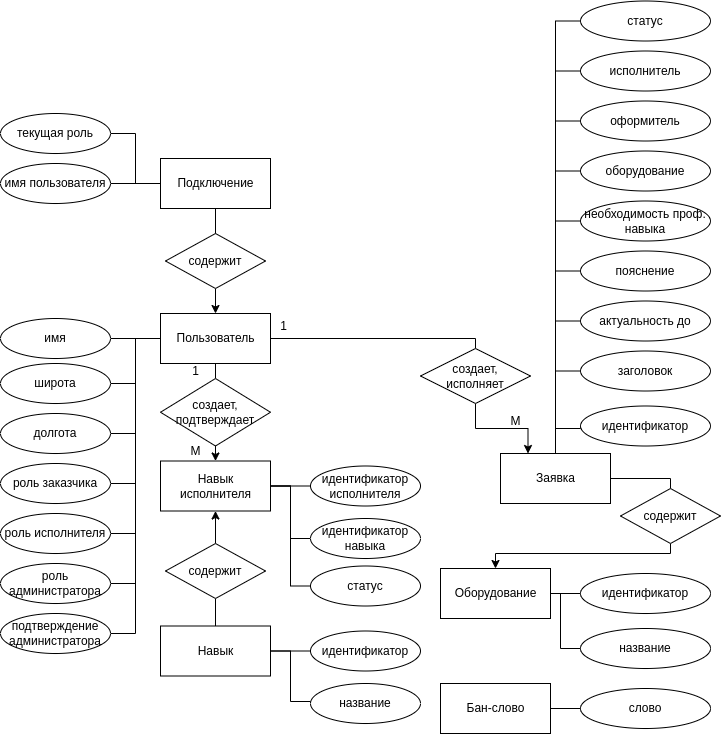 статус
исполнитель
оформитель
оборудование
необходимость проф.
навыка
пояснение
актуальность до
заголовок
идентификатор
текущая роль
имя пользователя
Подключение
содержит
Пользователь
1
1
имя
широта
долгота
роль заказчика
роль исполнителя
роль
администратора
подтверждение
администратора
создает,
подтверждает
М
создает,
исполняет
М
Заявка
содержит
Навык
исполнителя
идентификатор
исполнителя
идентификатор
навыка
статус
содержит
Навык
идентификатор
название
Оборудование
идентификатор
название
Бан-слово
слово